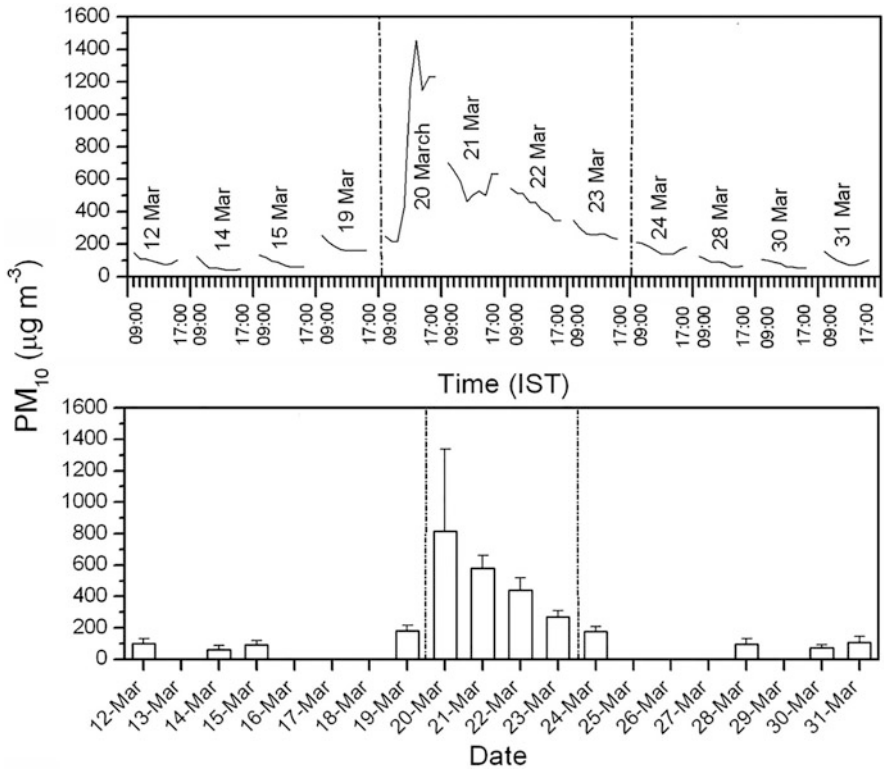 1600
1400
1200
1000
800
600
400
200
0
12 Mar
14 Mar
15 Mar
19 Mar
20 March
21 Mar
22 Mar
23 Mar
24 Mar
28 Mar
30 Mar
31 Mar
09:00 17:00 09:00 17:00 09:00 17:00 09:00 17:00 09:00 17:00 09:00 17:00 09:00 17:00 09:00 17:00 09:00 17:00 09:00 17:00 09:00 17:00 09:00 17:00
Time (IST)
PM10 (µg m-3)
1600
1400
1200
1000
800
600
400
200
0
12-Mar
13-Mar
14-Mar
15-Mar
16-Mar
17-Mar
18-Mar
19-Mar
20-Mar
21-Mar
22-Mar
23-Mar
24-Mar
25-Mar
26-Mar
27-Mar
28-Mar
29-Mar
30-Mar
31-Mar
Date